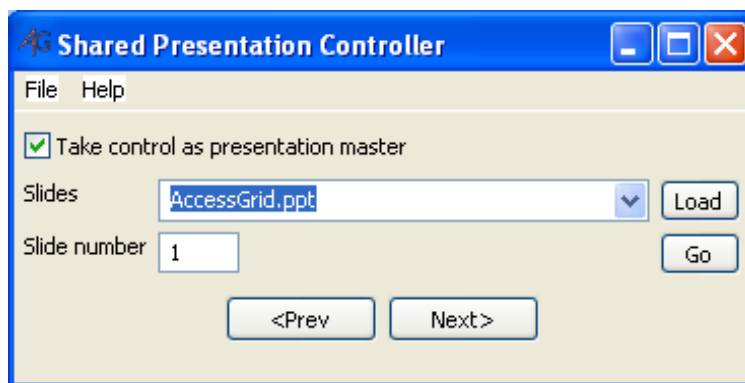 AG Shared Presentation Controller
File Help
Take control as presentation master
Slides AccessGrid.ppt Load
Slide number 1 Go
<Prev Next>